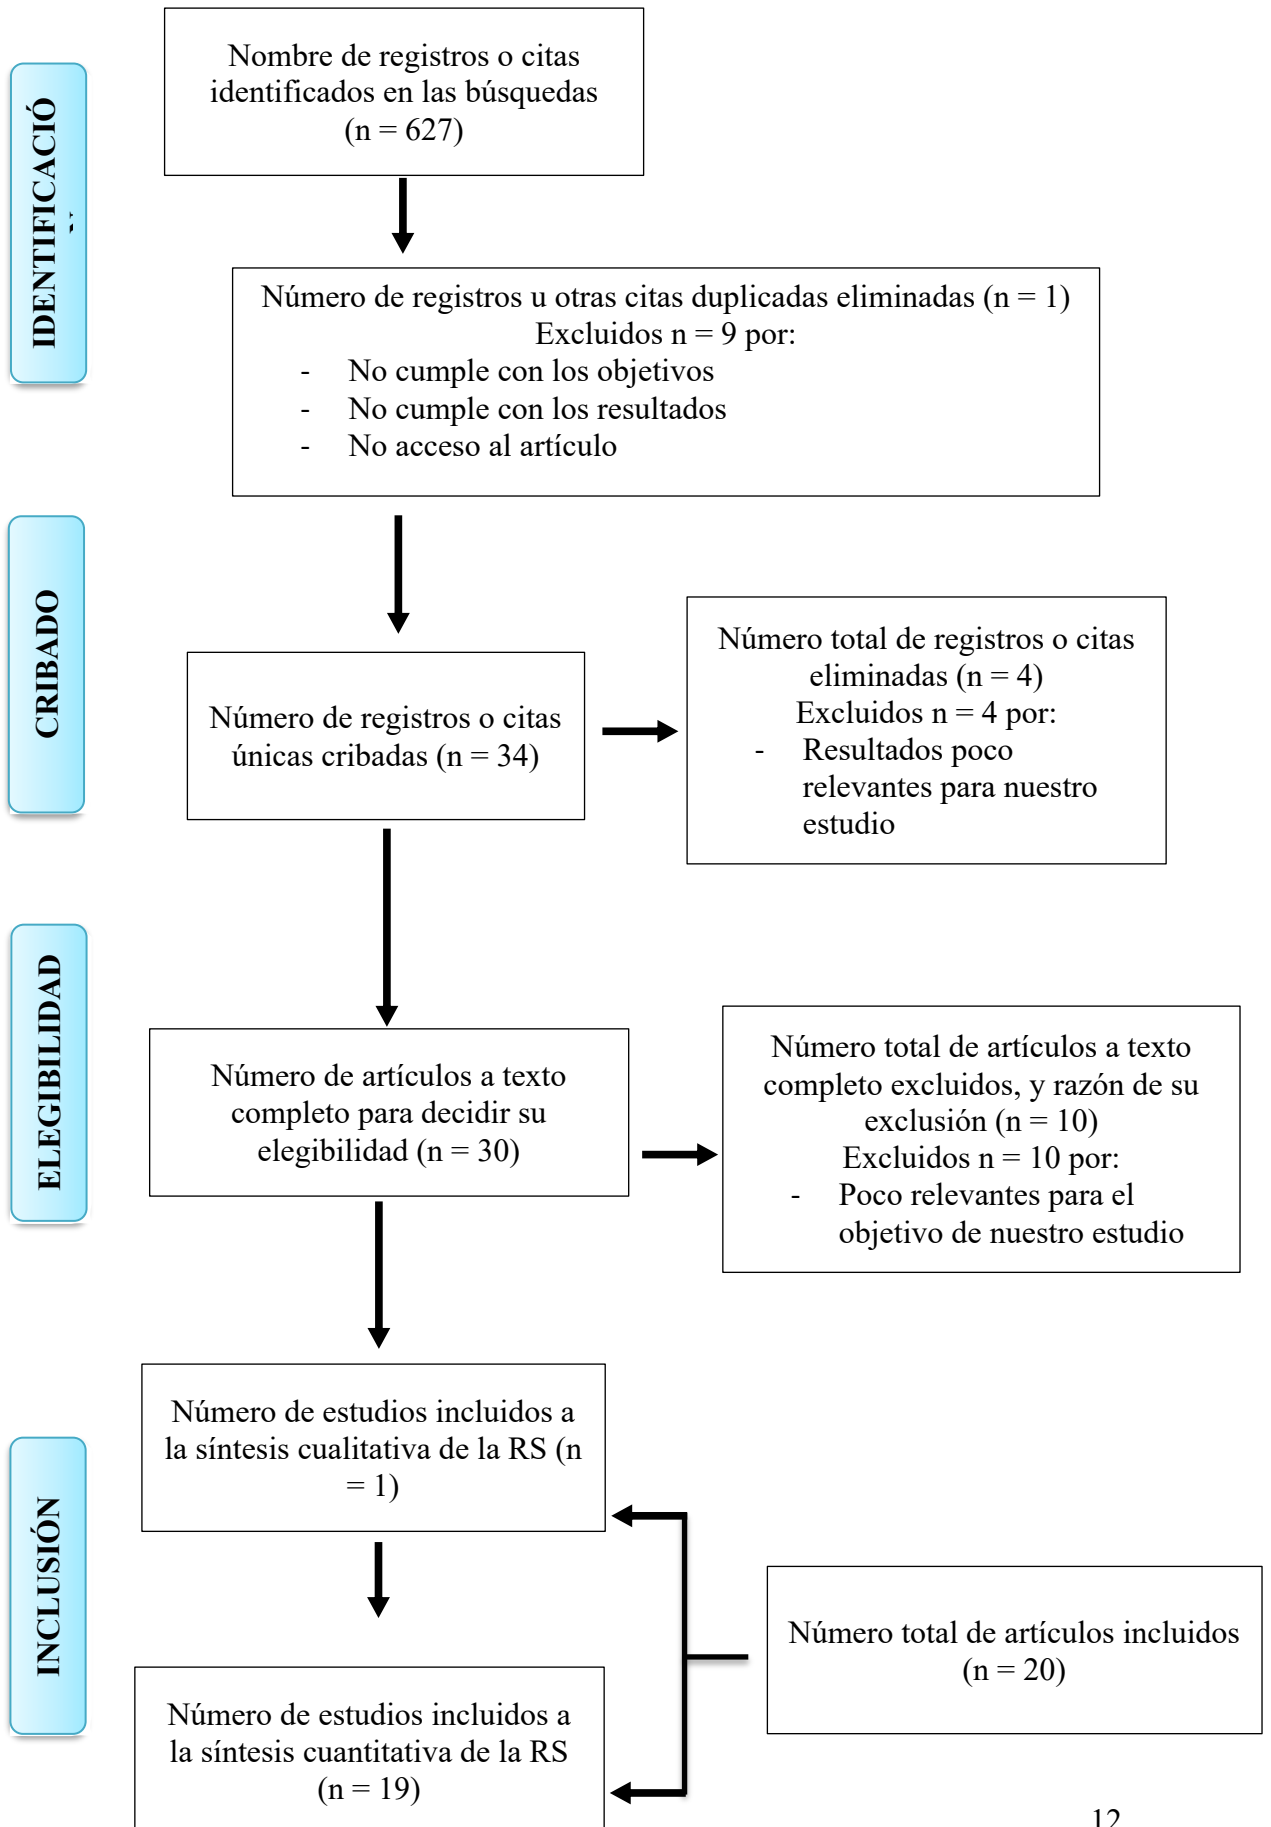 Nombre de registros o citas
identificados en las búsquedas
(n = 627)
IDENTIFICACIÓ
Número de registros u otras citas duplicadas eliminadas (n = 1)
Excluidos n = 9 por:
- No cumple con los objetivos
- No cumple con los resultados
- No acceso al artículo
CRIBADO
Número de registros o citas
únicas cribadas (n = 34)
Número total de registros o citas
eliminadas (n = 4)
Excluidos n = 4 por:
- Resultados poco
relevantes para nuestro
estudio
ELEGIBILIDAD
Número de artículos a texto
completo para decidir su
elegibilidad (n = 30)
Número total de artículos a texto
completo excluidos, y razón de su
exclusión (n = 10)
Excluidos n = 10 por:
- Poco relevantes para el
objetivo de nuestro estudio
INCLUSIÓN
Número de estudios incluidos a
la síntesis cualitativa de la RS (n
= 1)
Número total de artículos incluidos
(n = 20)
Número de estudios incluidos a
la síntesis cuantitativa de la RS
(n = 19)
12